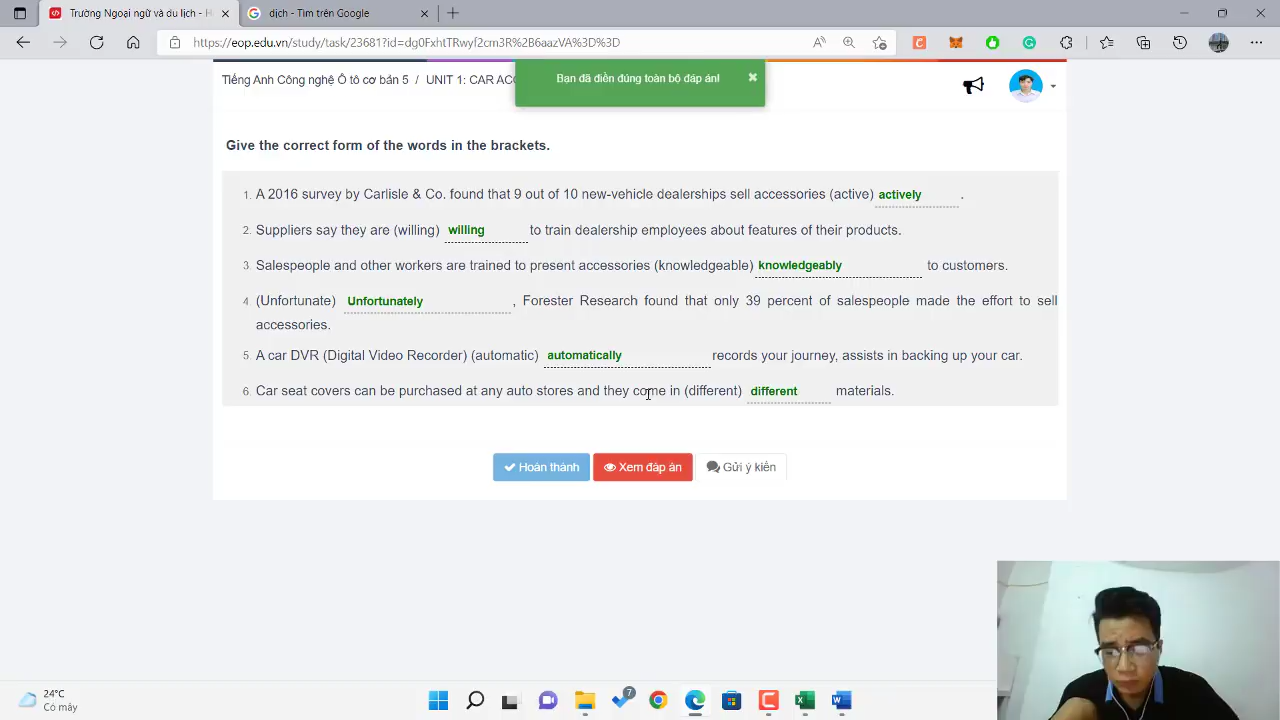 Trường Ngoại ngữ và du lịch - H
dịch - Tìm trên Google
https://eop.edu.vn/study/task/23681?id=dg0FxhtTRwyf2cm3R%2B6aazVA%3D%3D
Tiếng Anh Công nghệ Ô tô cơ bản 5 / UNIT 1: CAR ACC
Bạn đã điền đúng toàn bộ đáp án!
Give the correct form of the words in the brackets.
1. A 2016 survey by Carlisle & Co. found that 9 out of 10 new-vehicle dealerships sell accessories (active) actively .
2. Suppliers say they are (willing) willing to train dealership employees about features of their products.
3. Salespeople and other workers are trained to present accessories (knowledgeable) knowledgeably to customers.
4 (Unfortunate) Unfortunately , Forester Research found that only 39 percent of salespeople made the effort to sell
accessories.
5. A car DVR (Digital Video Recorder) (automatic) automatically records your journey, assists in backing up your car.
6. Car seat covers can be purchased at any auto stores and they come in (different) different materials.
Hoàn thành Xem đáp án Gửi ý kiến
24°C
Có mây
7